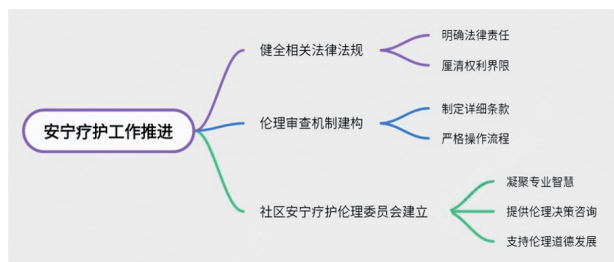 安宁疗护工作推进
健全相关法律法规
明确法律责任
厘清权利界限
伦理审查机制建构
制定详细条款
严格操作流程
社区安宁疗护伦理委员会建立
凝聚专业智慧
提供伦理决策咨询
支持伦理道德发展